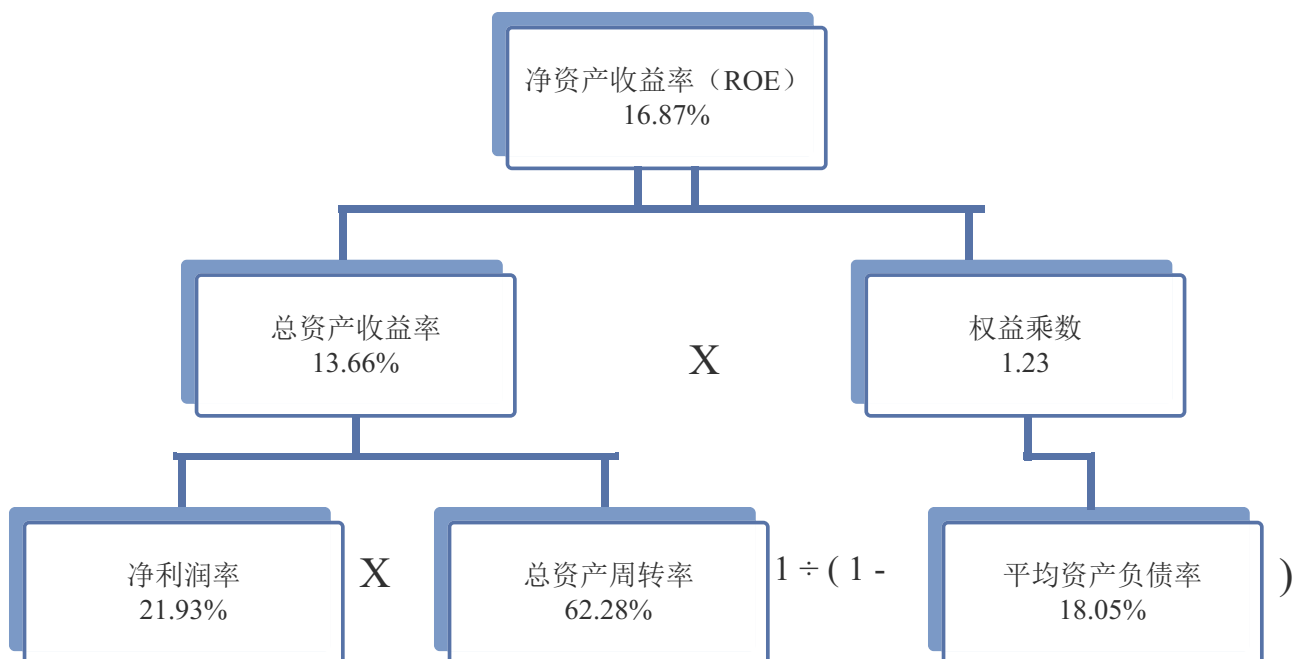 净资产收益率（ROE）
16.87%
总资产收益率
13.66%
X
权益乘数
1.23
净利润率
21.93%
X
总资产周转率
62.28%
1 ÷ ( 1 -
平均资产负债率
18.05%
)